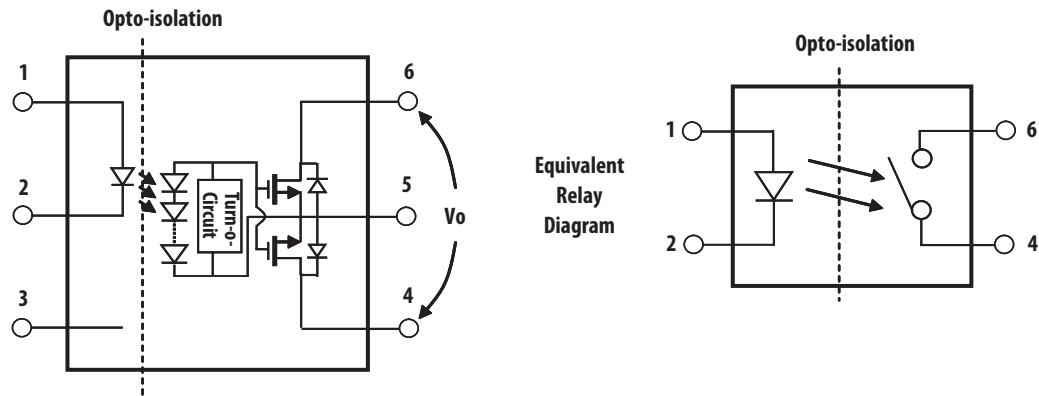 Opto-isolation
1
2
3
Turn-o-
Circuit
6
5
4
Vo
Equivalent
Relay
Diagram
Opto-isolation
1
2
6
4